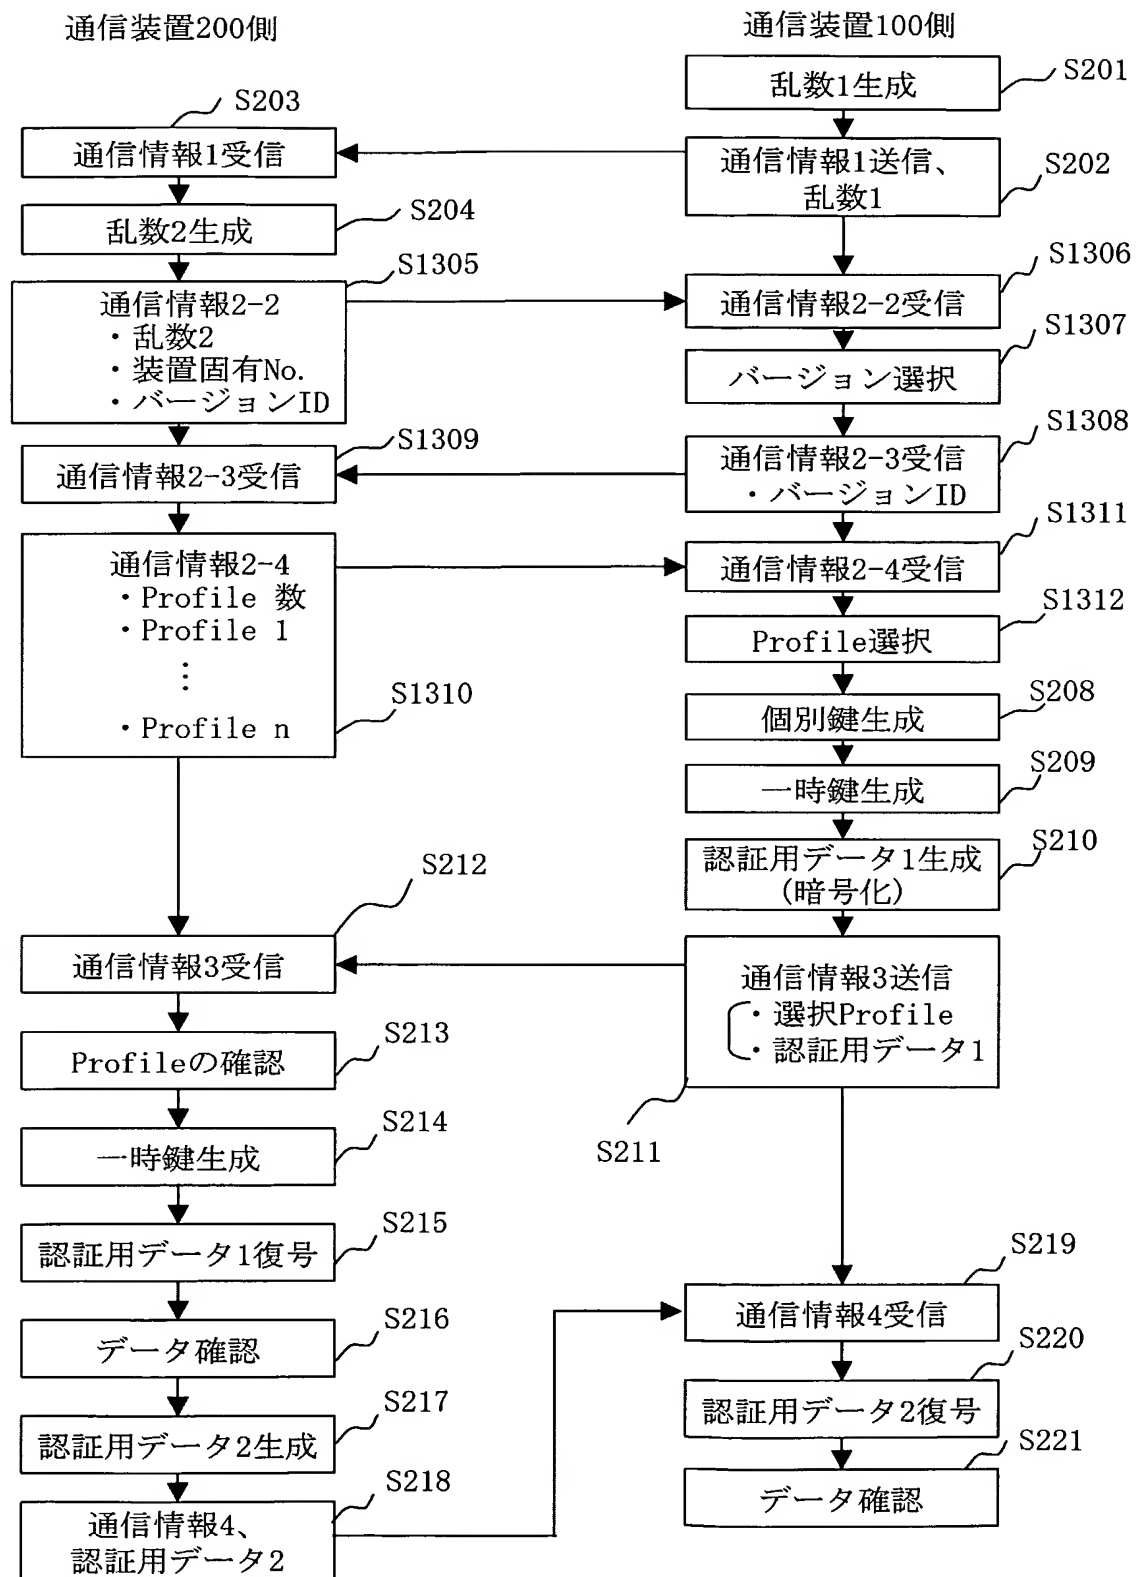 通信装置200側
通信装置100側
乱数1生成
S201
S203
通信情報1受信
通信情報1送信、
乱数1
S202
乱数2生成
S204
S1305
通信情報2-2
・乱数2
・装置固有No.
・バージョンID
通信情報2-2受信
S1306
バージョン選択
S1307
S1309
通信情報2-3受信
通信情報2-3受信
・バージョンID
S1308
通信情報2-4
・Profile 数
・Profile 1
⋮
・Profile n
S1310
通信情報2-4受信
S1311
Profile選択
S1312
個別鍵生成
S208
一時鍵生成
S209
認証用データ1生成
(暗号化)
S210
S212
通信情報3受信
通信情報3送信
・選択Profile
・認証用データ1
S211
Profileの確認
S213
一時鍵生成
S214
認証用データ1復号
S215
データ確認
S216
認証用データ2生成
S217
通信情報4、
認証用データ2
S218
S219
通信情報4受信
S220
認証用データ2復号
S221
データ確認